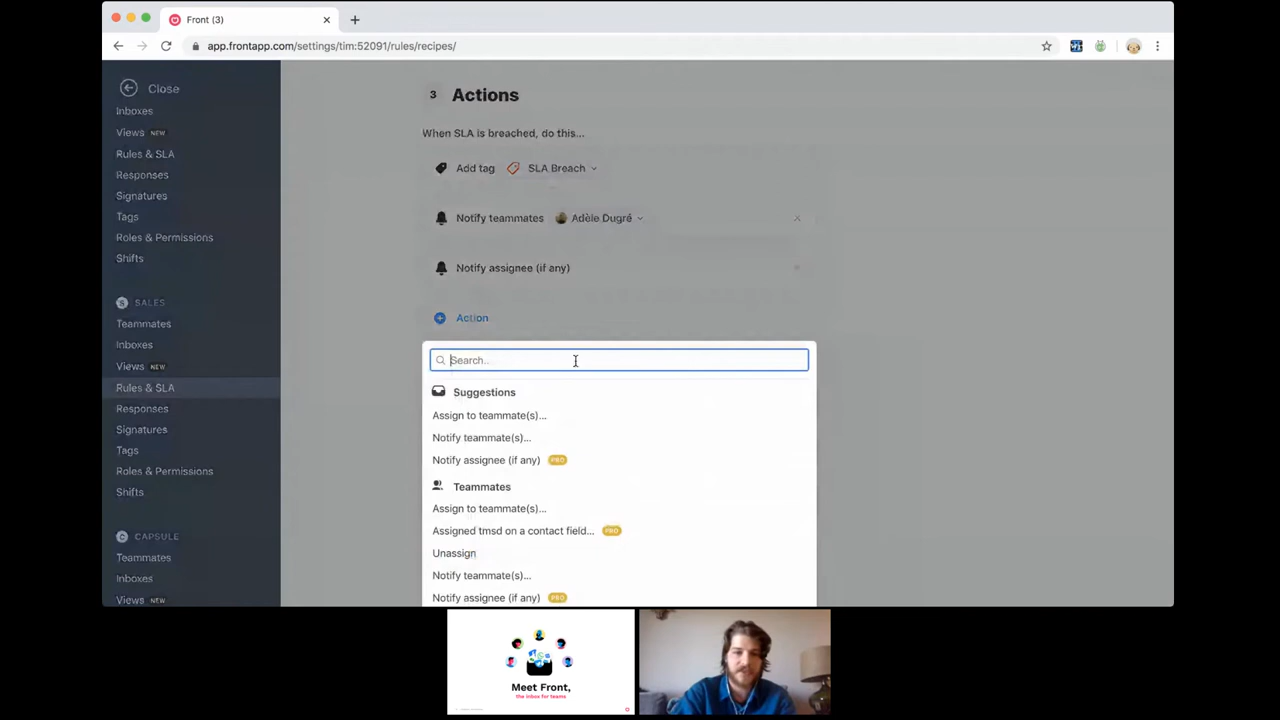 Front (3)
app.frontapp.com/settings/tim:52091/rules/recipes/
Close
Inboxes
Views NEW
Rules & SLA
Responses
Signatures
Tags
Roles & Permissions
Shifts
S SALES
Teammates
Inboxes
Views NEW
Rules & SLA
Responses
Signatures
Tags
Roles & Permissions
Shifts
C CAPSULE
Teammates
Inboxes
Views NEW
3 Actions
When SLA is breached, do this...
Add tag SLA Breach
Notify teammates Adèle Dugré
Notify assignee (if any)
Action
Search...
Suggestions
Assign to teammate(s)...
Notify teammate(s)...
Notify assignee (if any) PRO
Teammates
Assign to teammate(s)...
Assigned tmsd on a contact field... PRO
Unassign
Notify teammate(s)...
Notify assignee (if any) PRO
Meet Front,
the inbox for teams